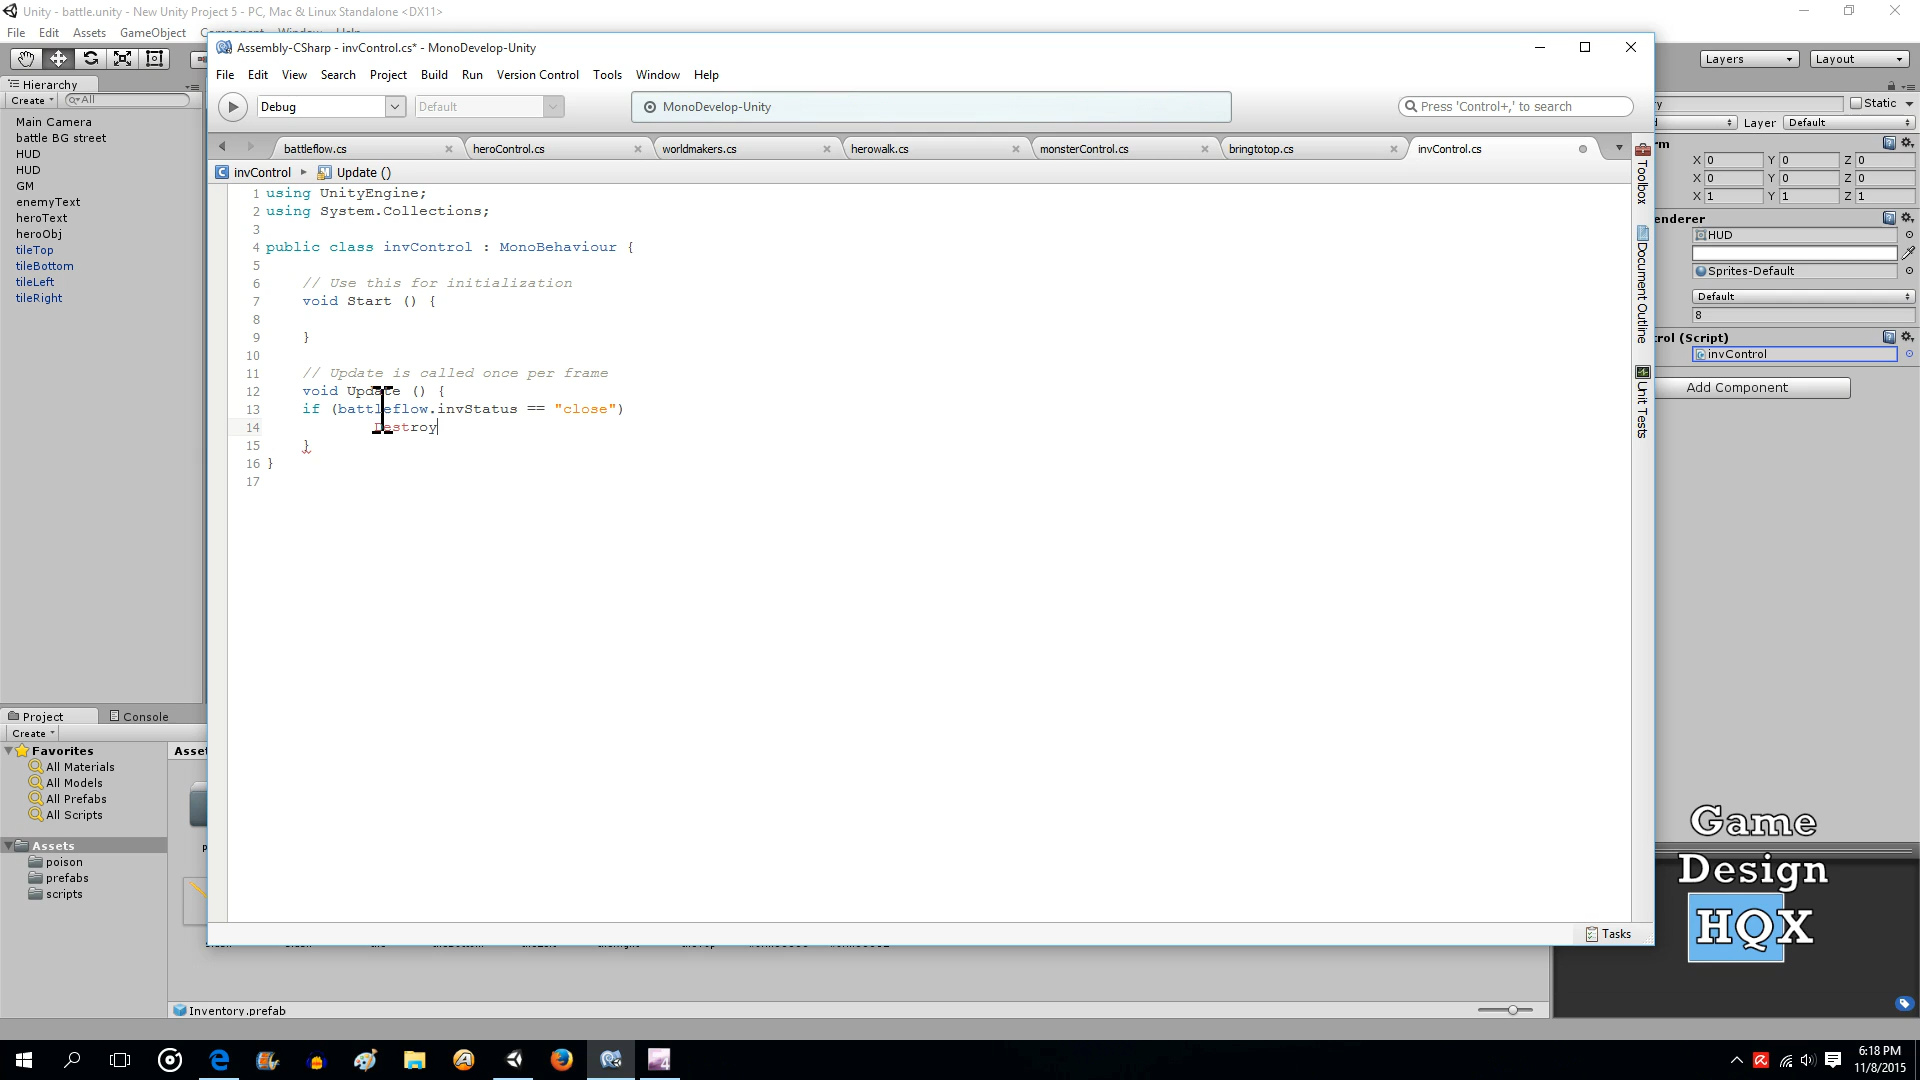 Unity - battle.unity - New Unity Project 5 - PC, Mac & Linux Standalone <DX11>
File Edit Assets GameObject Component Window Help
Assembly-CSharp - invControl.cs* - MonoDevelop-Unity
File Edit View Search Project Build Run Version Control Tools Window Help
Layers Layout
Hierarchy
Create All
Debug Default MonoDevelop-Unity Press 'Control+,' to search
Static
Layer Default
Main Camera
battle BG street
HUD
HUD
GM
enemyText
heroText
heroObj
tileTop
tileBottom
tileLeft
tileRight
battleflow.cs heroControl.cs worldmakers.cs herowalk.cs monsterControl.cs bringtotop.cs invControl.cs
invControl Update ()
1 using UnityEngine;
2 using System.Collections;
3
4 public class invControl : MonoBehaviour {
5
6 // Use this for initialization
7 void Start () {
8
9 }
10
11 // Update is called once per frame
12 void Update () {
13 if (battleflow.invStatus == "close")
14 Destroy
15 }
16 }
17
Toolbox
Document Outline
Unit Tests
X 0 Y 0 Z 0
X 0 Y 0 Z 0
X 1 Y 1 Z 1
HUD
Sprites-Default
Default
8
(Script)
invControl
Add Component
Project Console
Create
Favorites
All Materials
All Models
All Prefabs
All Scripts
Assets
poison
prefabs
scripts
Tasks
Inventory.prefab
Game
Design
HQX
6:18 PM
11/8/2015